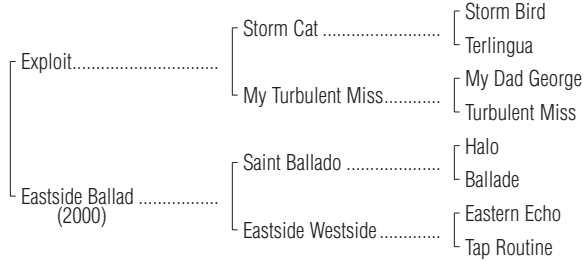 Storm Bird
Storm Cat ........................
Terlingua
Exploit..............................
My Dad George
My Turbulent Miss............
Turbulent Miss
Halo
Saint Ballado ...................
Ballade
Eastside Ballad ................
(2000)
Eastern Echo
Eastside Westside.............
Tap Routine